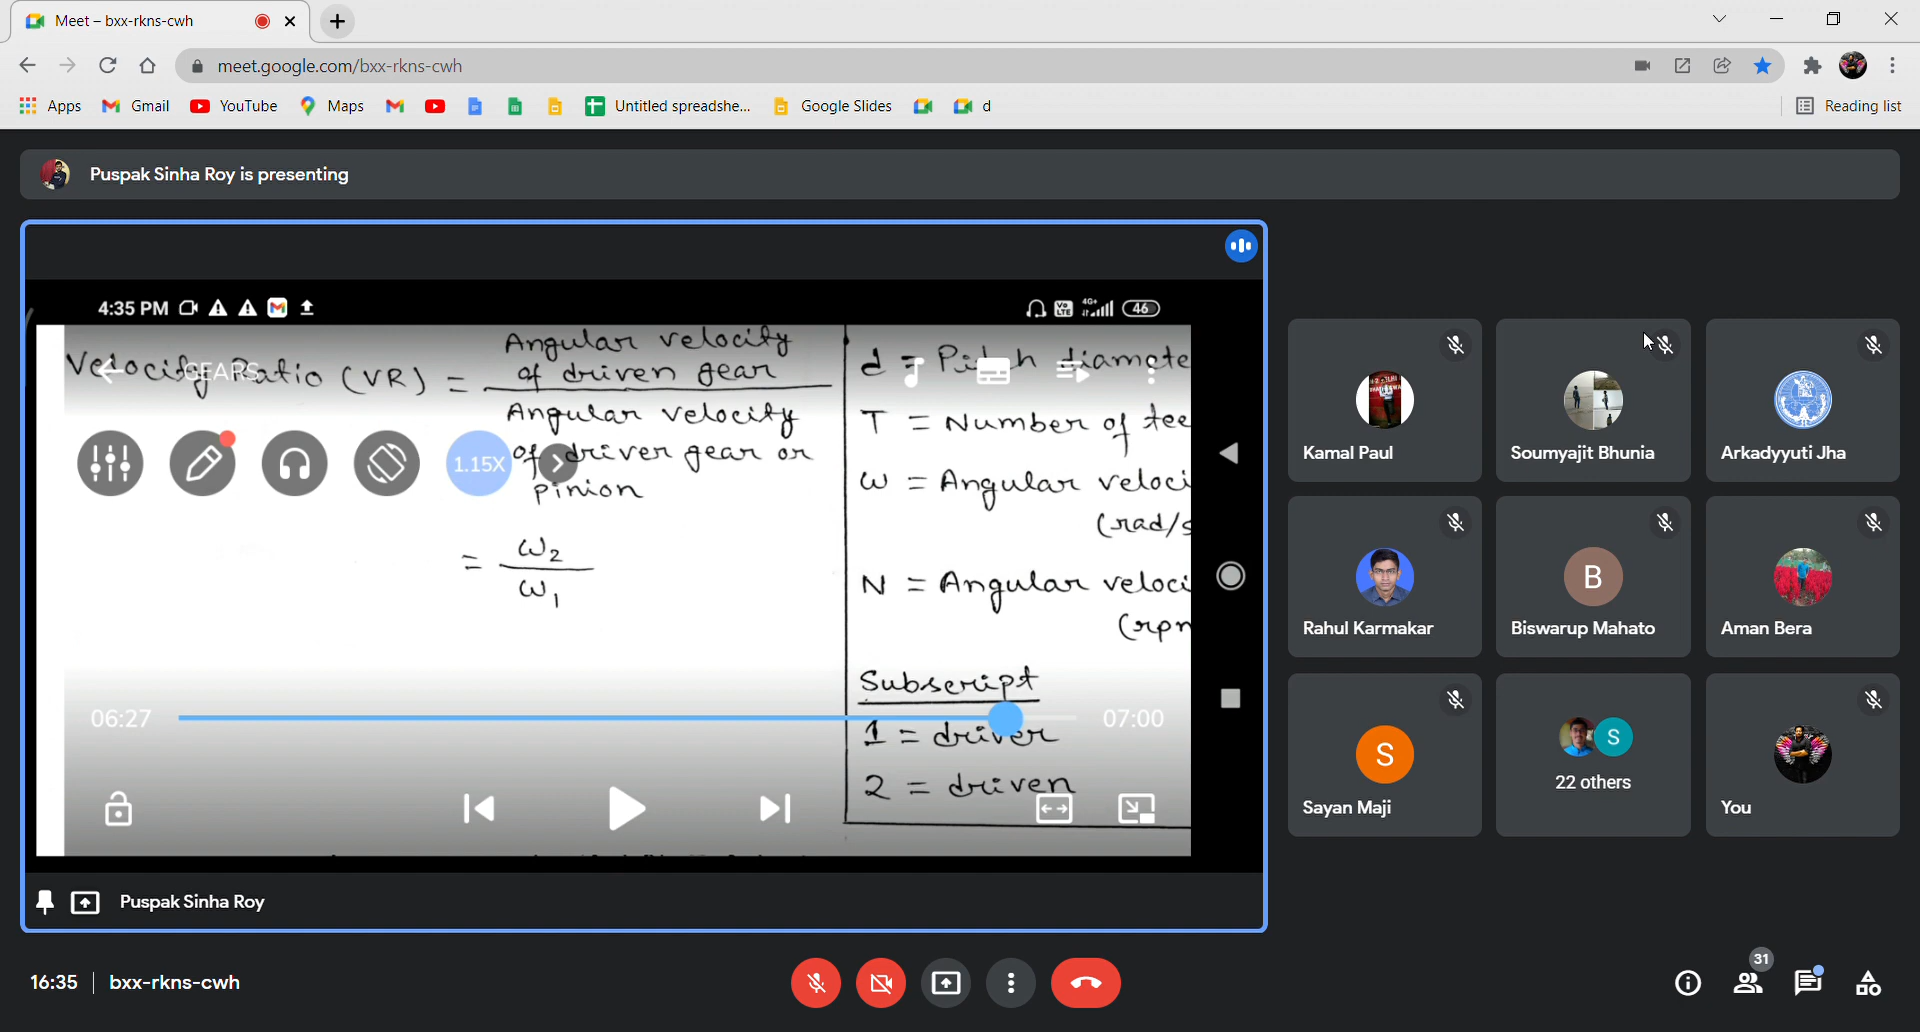 Meet – bxx-rkns-cwh
meet.google.com/bxx-rkns-cwh
Apps Gmail YouTube Maps Untitled spreadshe... Google Slides d Reading list
Puspak Sinha Roy is presenting
4:35 PM 4G+ 46
GEARS
Velocity Ratio (VR) = Angular velocity
of driven gear
Angular velocity
of driver gear or
pinion
= ω2
ω1
1.15X
d = Pitch diamete
T = Number of tee
ω = Angular veloci
(rad/s
N = Angular veloci
(rpm
Subscript
1 = driver
2 = driven
06:27 07:00
Puspak Sinha Roy
Kamal Paul
Soumyajit Bhunia
Arkadyyuti Jha
Rahul Karmakar
B
Biswarup Mahato
Aman Bera
S
Sayan Maji
S
22 others
You
16:35 bxx-rkns-cwh
31